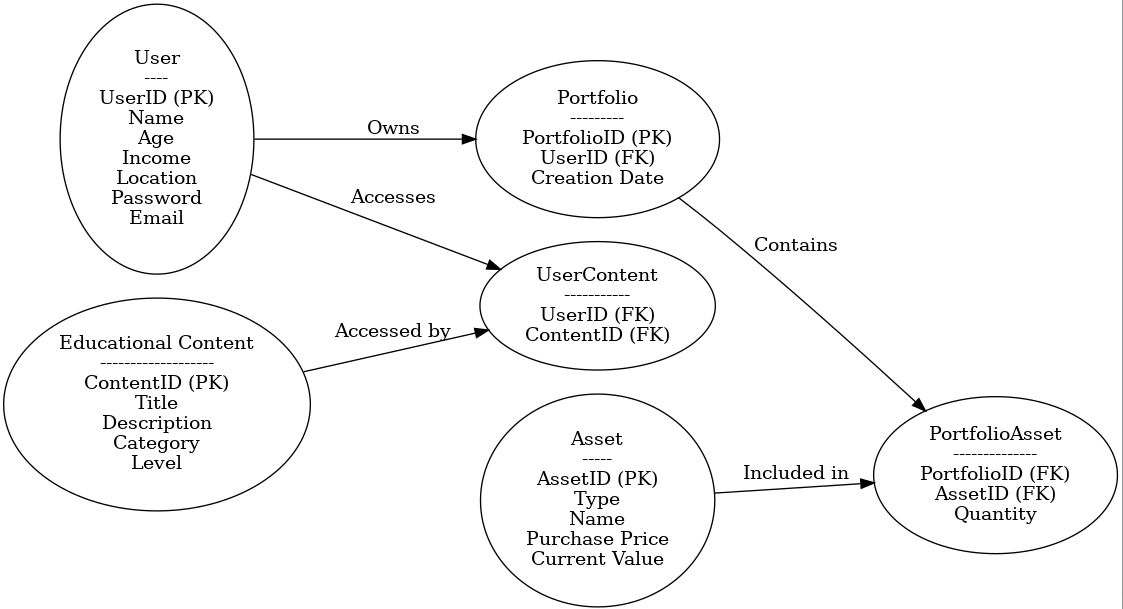 User
----
UserID (PK)
Name
Age
Income
Location
Password
Email
Owns
Accesses
Portfolio
---------
PortfolioID (PK)
UserID (FK)
Creation Date
Contains
Educational Content
-------------------
ContentID (PK)
Title
Description
Category
Level
Accessed by
UserContent
-----------
UserID (FK)
ContentID (FK)
Asset
-----
AssetID (PK)
Type
Name
Purchase Price
Current Value
Included in
PortfolioAsset
--------------
PortfolioID (FK)
AssetID (FK)
Quantity